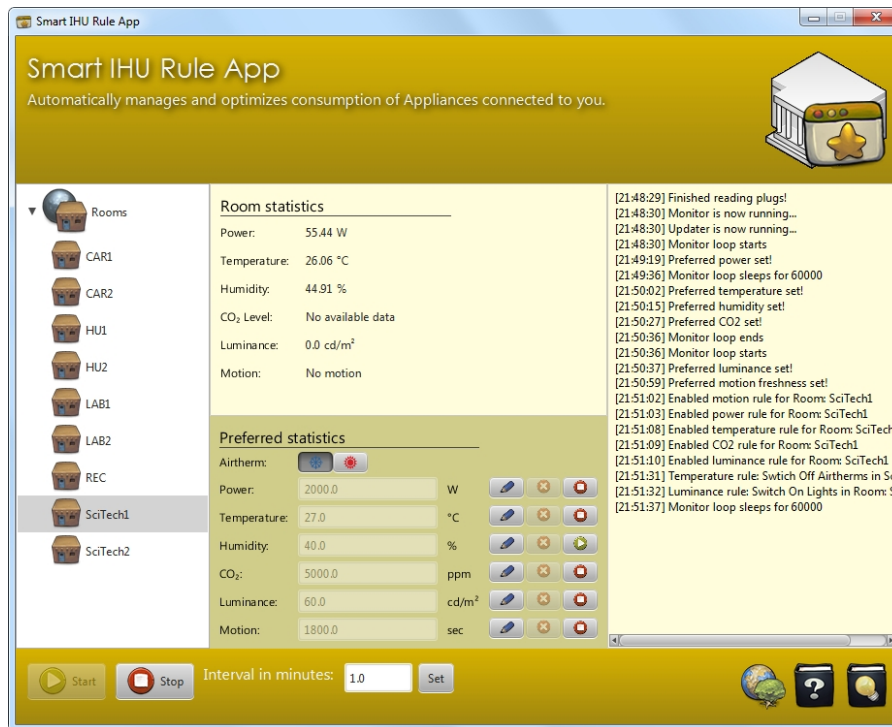 Smart IHU Rule App
Smart IHU Rule App
Automatically manages and optimizes consumption of Appliances connected to you.
Rooms
CAR1
CAR2
HU1
HU2
LAB1
LAB2
REC
SciTech1
SciTech2
Room statistics
Power: 55.44 W
Temperature: 26.06 °C
Humidity: 44.91 %
CO₂ Level: No available data
Luminance: 0.0 cd/m²
Motion: No motion
Preferred statistics
Airtherm:
Power: 2000.0 W
Temperature: 27.0 °C
Humidity: 40.0 %
CO₂: 5000.0 ppm
Luminance: 60.0 cd/m²
Motion: 1800.0 sec
[21:48:29] Finished reading plugs!
[21:48:30] Monitor is now running...
[21:48:30] Updater is now running...
[21:48:30] Monitor loop starts
[21:49:19] Preferred power set!
[21:49:36] Monitor loop sleeps for 60000
[21:50:02] Preferred temperature set!
[21:50:15] Preferred humidity set!
[21:50:27] Preferred CO2 set!
[21:50:36] Monitor loop ends
[21:50:36] Monitor loop starts
[21:50:37] Preferred luminance set!
[21:50:59] Preferred motion freshness set!
[21:51:02] Enabled motion rule for Room: SciTech1
[21:51:03] Enabled power rule for Room: SciTech1
[21:51:08] Enabled temperature rule for Room: SciTech
[21:51:09] Enabled CO2 rule for Room: SciTech1
[21:51:10] Enabled luminance rule for Room: SciTech1
[21:51:31] Temperature rule: Swtich Off Airtherms in Sc
[21:51:32] Luminance rule: Switch On Lights in Room: S
[21:51:37] Monitor loop sleeps for 60000
Start
Stop
Interval in minutes: 1.0 Set